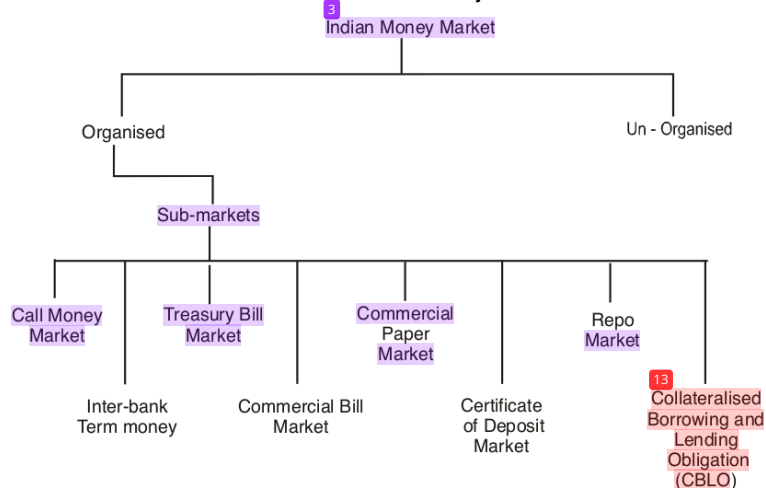 3
Indian Money Market
Organised
Un - Organised
Sub-markets
Call Money
Market
Treasury Bill
Market
Commercial
Paper
Market
Repo
Market
Inter-bank
Term money
Commercial Bill
Market
Certificate
of Deposit
Market
13
Collateralised
Borrowing and
Lending
Obligation
(CBLO)